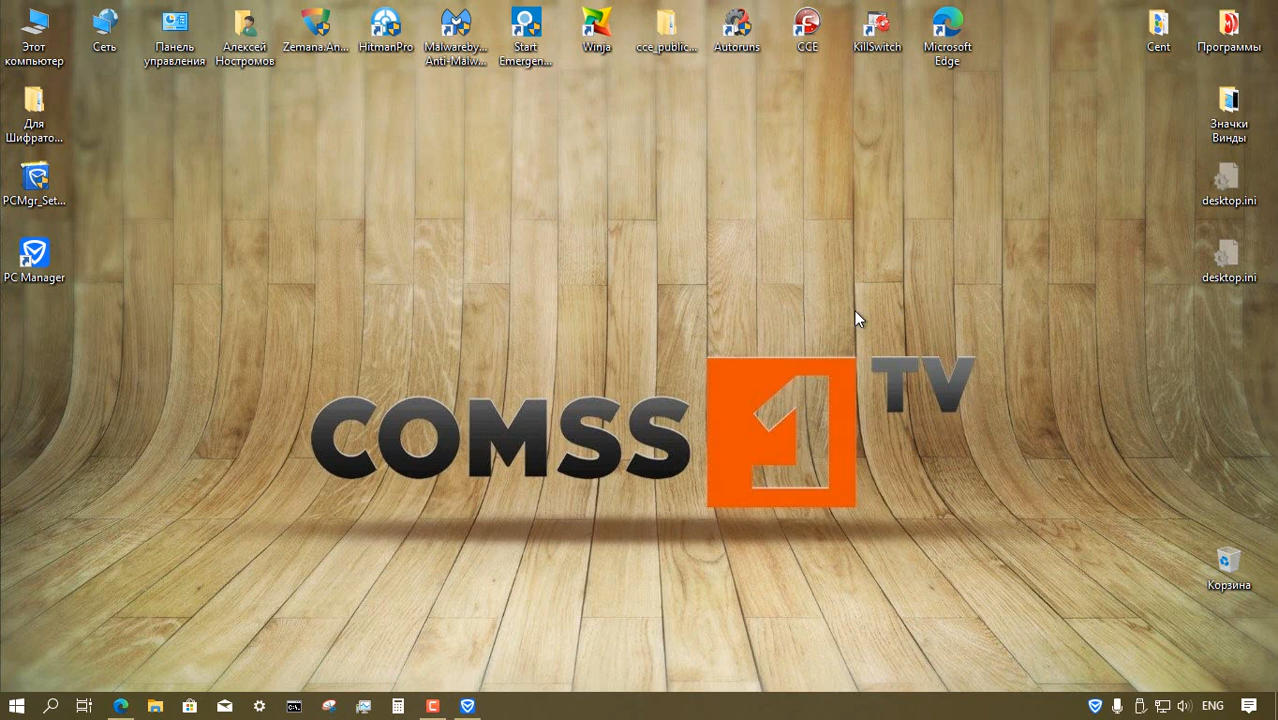 Этот
компьютер
Сеть
Панель
управления
Алексей
Ностромов
Zemana.An...
HitmanPro
Malwareby...
Anti-Malw...
Start
Emergen...
Winja
cce_public...
Autoruns
CCE
KillSwitch
Microsoft
Edge
Cent
Программы
Для
Шифрато...
Значки
Винды
PCMgr_Set...
desktop.ini
PC Manager
desktop.ini
COMSS 1 TV
Корзина
ENG